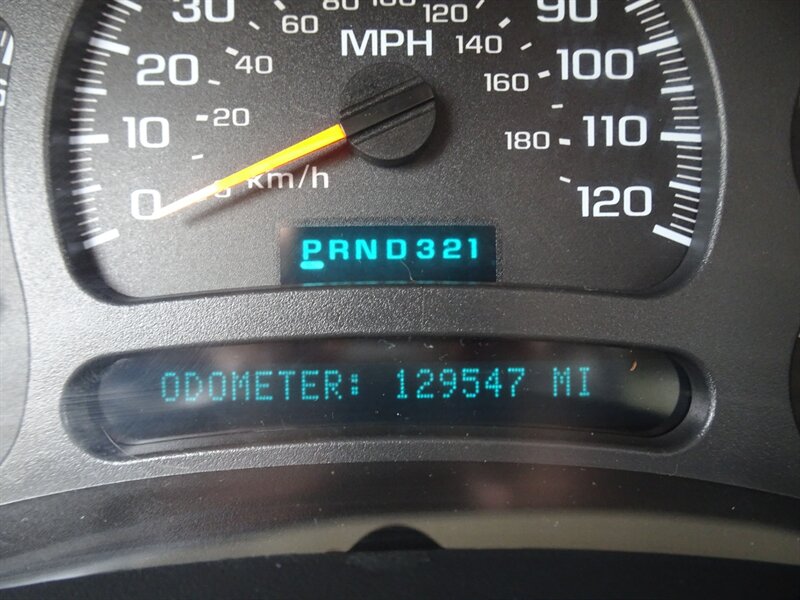 30 60 80 100 120 90
MPH 140
20 40 160 100
10 20 180 110
0 km/h 120
PRND321
ODOMETER: 129547 MI